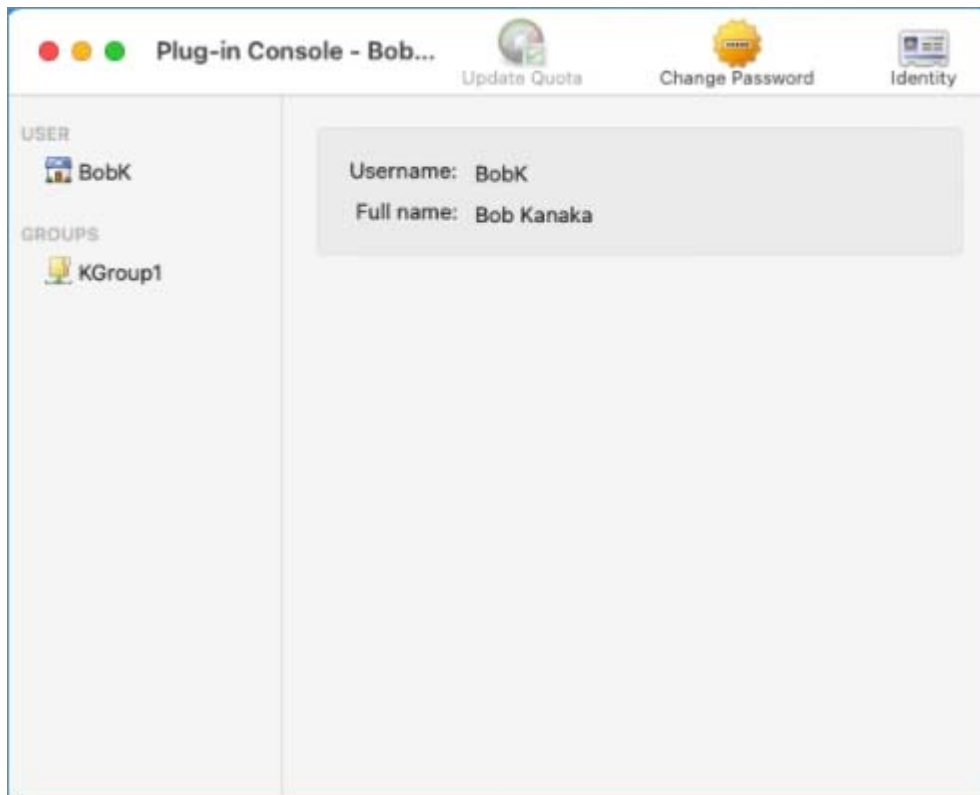 Plug-in Console - Bob...
Update Quota
Change Password
Identity
USER
BobK
GROUPS
KGroup1
Username: BobK
Full name: Bob Kanaka